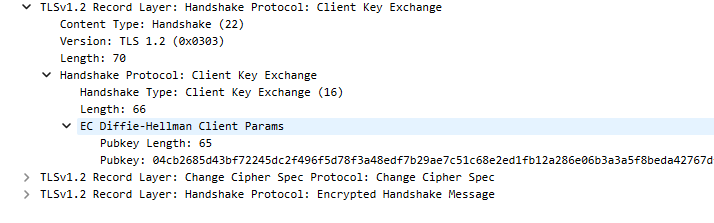 TLSv1.2 Record Layer: Handshake Protocol: Client Key Exchange
Content Type: Handshake (22)
Version: TLS 1.2 (0x0303)
Length: 70
Handshake Protocol: Client Key Exchange
Handshake Type: Client Key Exchange (16)
Length: 66
EC Diffie-Hellman Client Params
Pubkey Length: 65
Pubkey: 04cb2685d43bf72245dc2f496f5d78f3a48edf7b29ae7c51c68e2ed1fb12a286e06b3a3a5f8beda42767d
TLSv1.2 Record Layer: Change Cipher Spec Protocol: Change Cipher Spec
TLSv1.2 Record Layer: Handshake Protocol: Encrypted Handshake Message